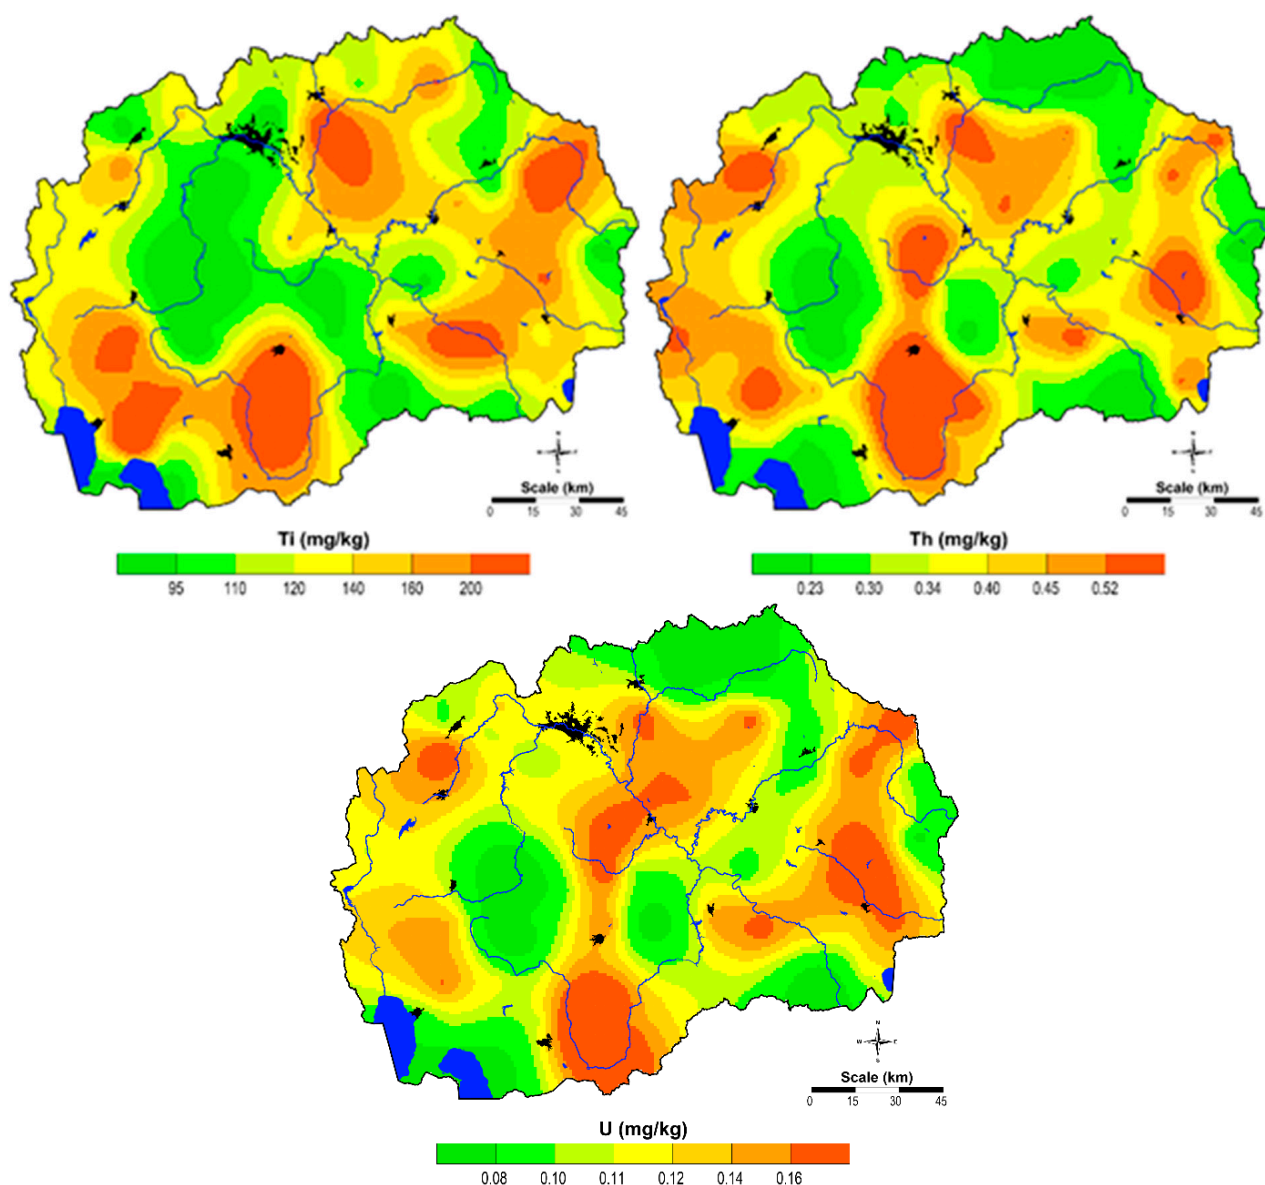 Scale (km)
0 15 30 45
Scale (km)
0 15 30 45
Ti (mg/kg)
95 110 120 140 160 200
Th (mg/kg)
0.23 0.30 0.34 0.40 0.45 0.52
N
W E
S
Scale (km)
0 15 30 45
U (mg/kg)
0.08 0.10 0.11 0.12 0.14 0.16